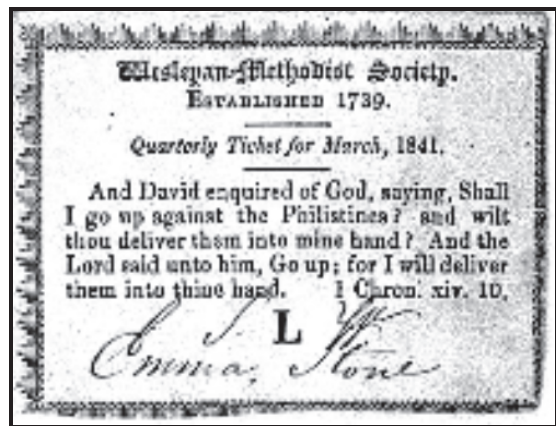 Wesleyan-Methodist Society.
ESTABLISHED 1739.
Quarterly Ticket for March, 1841.
And David enquired of God, saying, Shall
I go up against the Philistines? and wilt
thou deliver them into mine hand? And the
Lord said unto him, Go up; for I will deliver
them into thine hand. 1 Chron. xiv. 10.
L
Emma, Stone